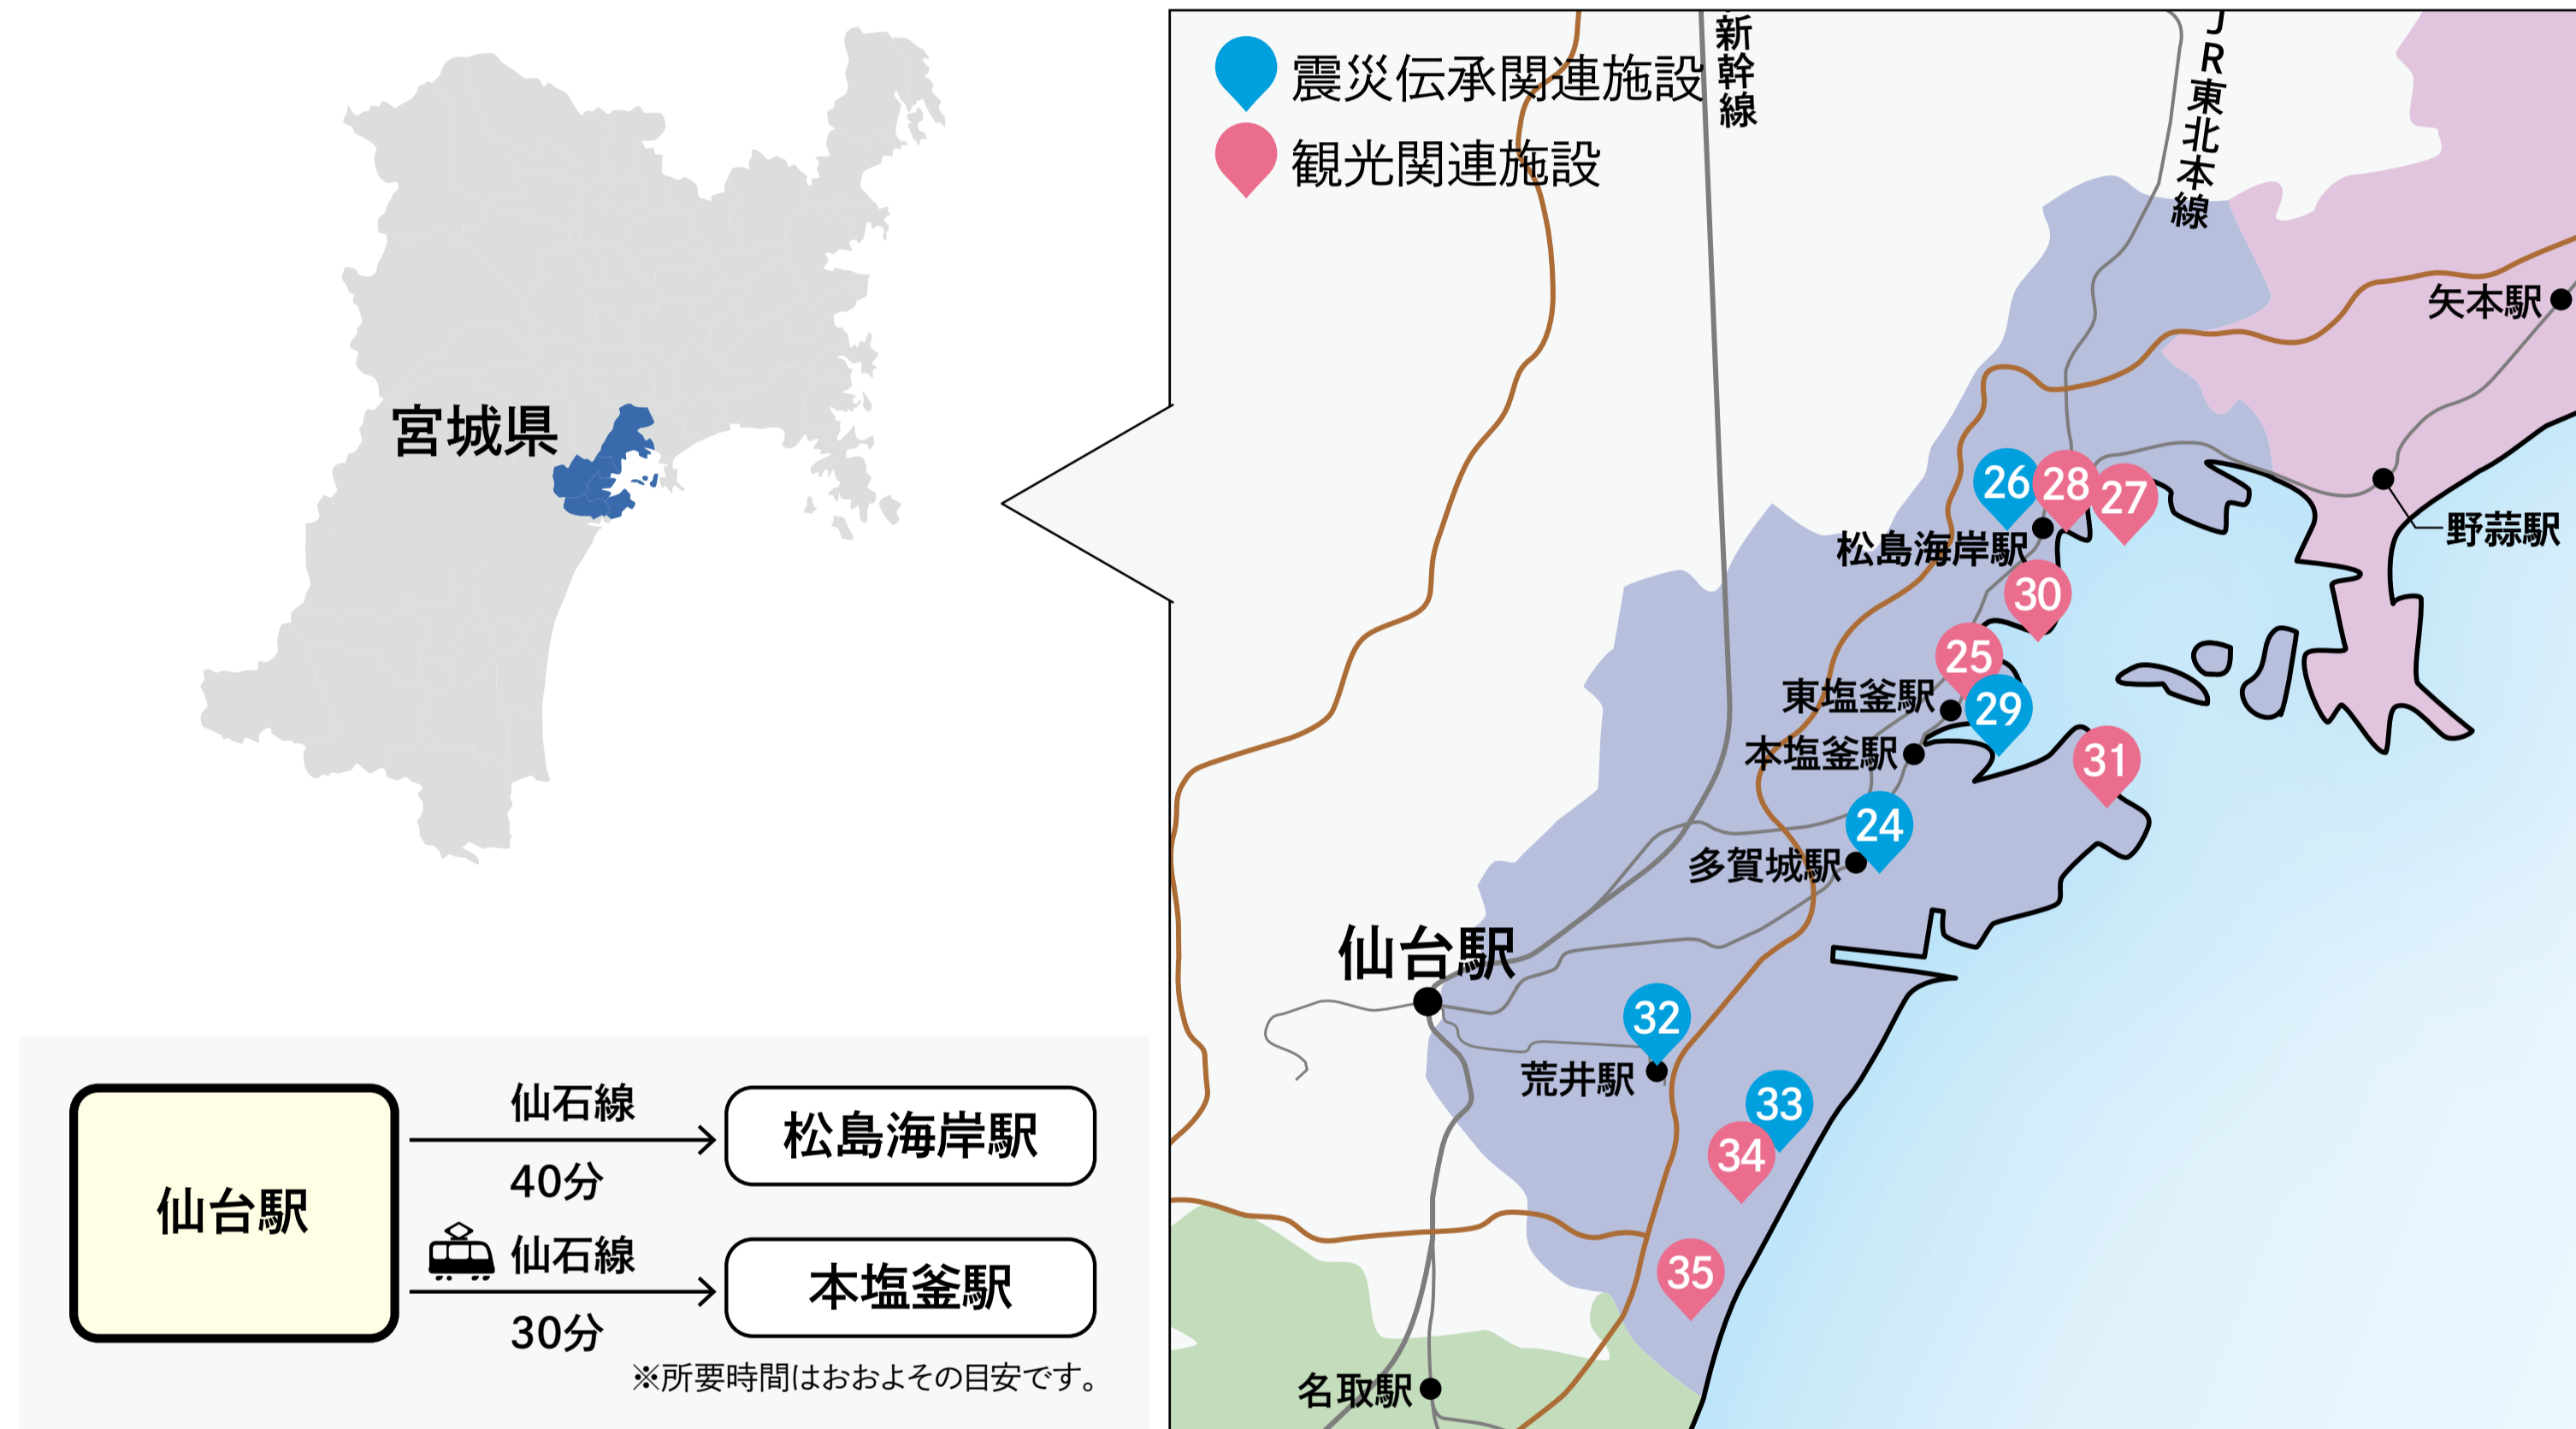 宮城県
仙台駅
仙石線
40分
松島海岸駅
仙石線
30分
本塩釜駅
※所要時間はおおよその目安です。
震災伝承関連施設
観光関連施設
新幹線
JR東北本線
矢本駅
野蒜駅
26
28
27
松島海岸駅
30
25
東塩釜駅
29
本塩釜駅
31
24
多賀城駅
仙台駅
32
荒井駅
33
34
35
名取駅